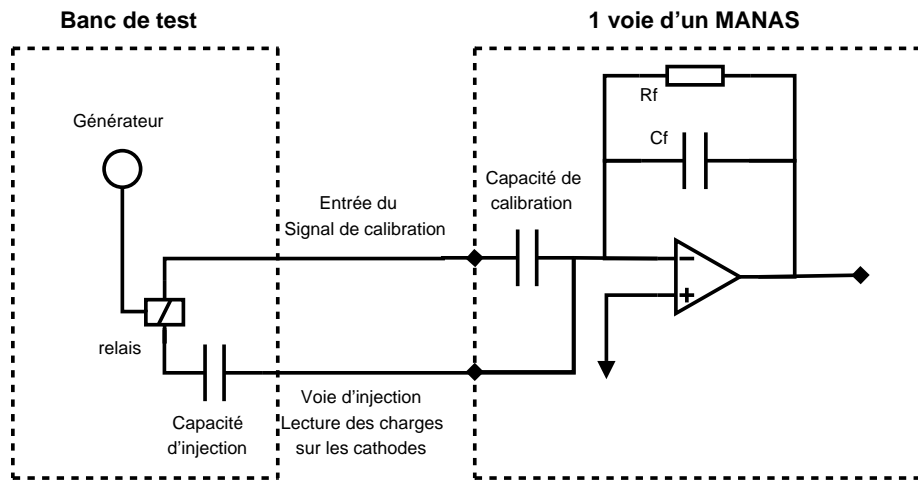 Banc de test
1 voie d'un MANAS
Rf
Générateur
Cf
Capacité de
calibration
Entrée du
Signal de calibration
relais
Capacité
d'injection
Voie d'injection
Lecture des charges
sur les cathodes